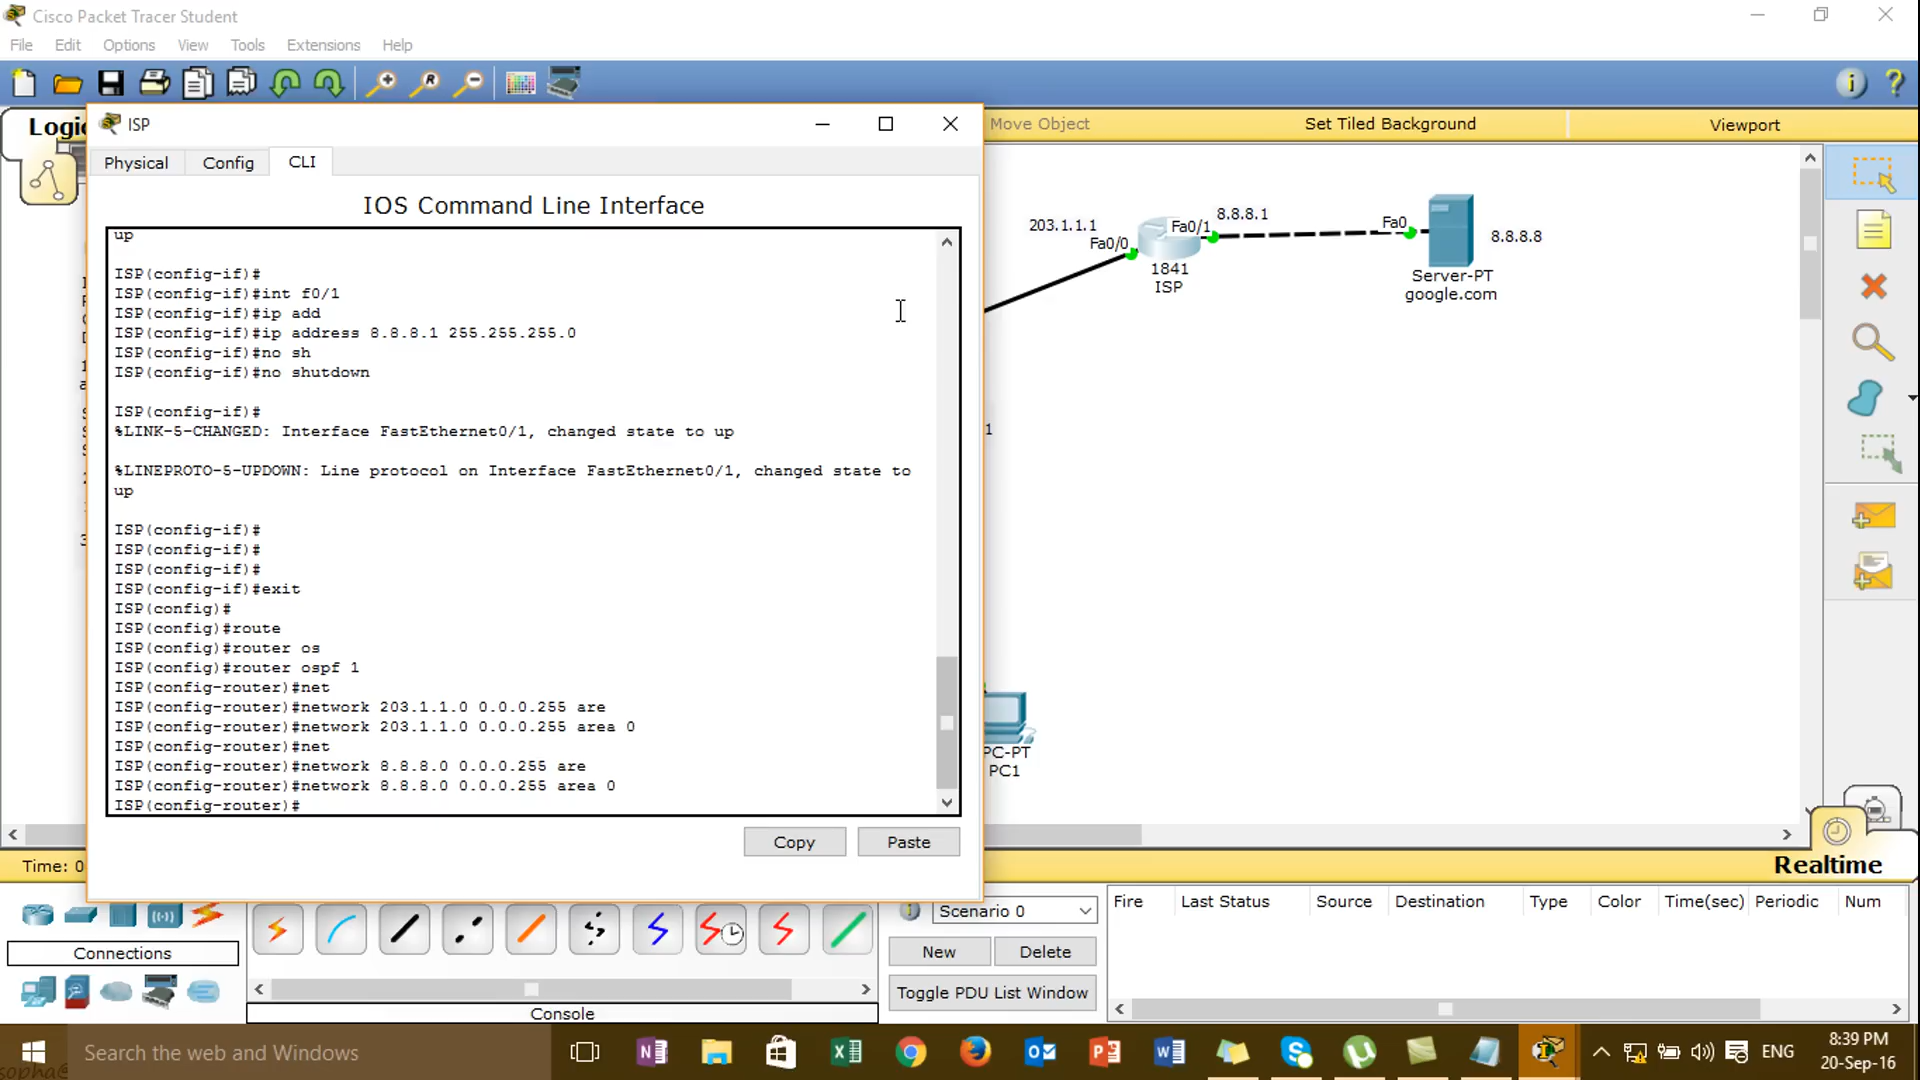 Cisco Packet Tracer Student
File Edit Options View Tools Extensions Help
Logic
Move Object
Set Tiled Background
Viewport
ISP
Physical Config CLI
IOS Command Line Interface
up
ISP(config-if)#
ISP(config-if)#int f0/1
ISP(config-if)#ip add
ISP(config-if)#ip address 8.8.8.1 255.255.255.0
ISP(config-if)#no sh
ISP(config-if)#no shutdown
ISP(config-if)#
%LINK-5-CHANGED: Interface FastEthernet0/1, changed state to up
%LINEPROTO-5-UPDOWN: Line protocol on Interface FastEthernet0/1, changed state to
up
ISP(config-if)#
ISP(config-if)#
ISP(config-if)#
ISP(config-if)#exit
ISP(config)#
ISP(config)#route
ISP(config)#router os
ISP(config)#router ospf 1
ISP(config-router)#net
ISP(config-router)#network 203.1.1.0 0.0.0.255 are
ISP(config-router)#network 203.1.1.0 0.0.0.255 area 0
ISP(config-router)#net
ISP(config-router)#network 8.8.8.0 0.0.0.255 are
ISP(config-router)#network 8.8.8.0 0.0.0.255 area 0
ISP(config-router)#
Copy Paste
203.1.1.1
Fa0/0
Fa0/1
8.8.8.1
1841
ISP
Fa0
8.8.8.8
Server-PT
google.com
1
PC-PT
PC1
Time: 0
Realtime
Connections
Console
Scenario 0
New Delete
Toggle PDU List Window
Fire Last Status Source Destination Type Color Time(sec) Periodic Num
Search the web and Windows
ENG
8:39 PM
20-Sep-16